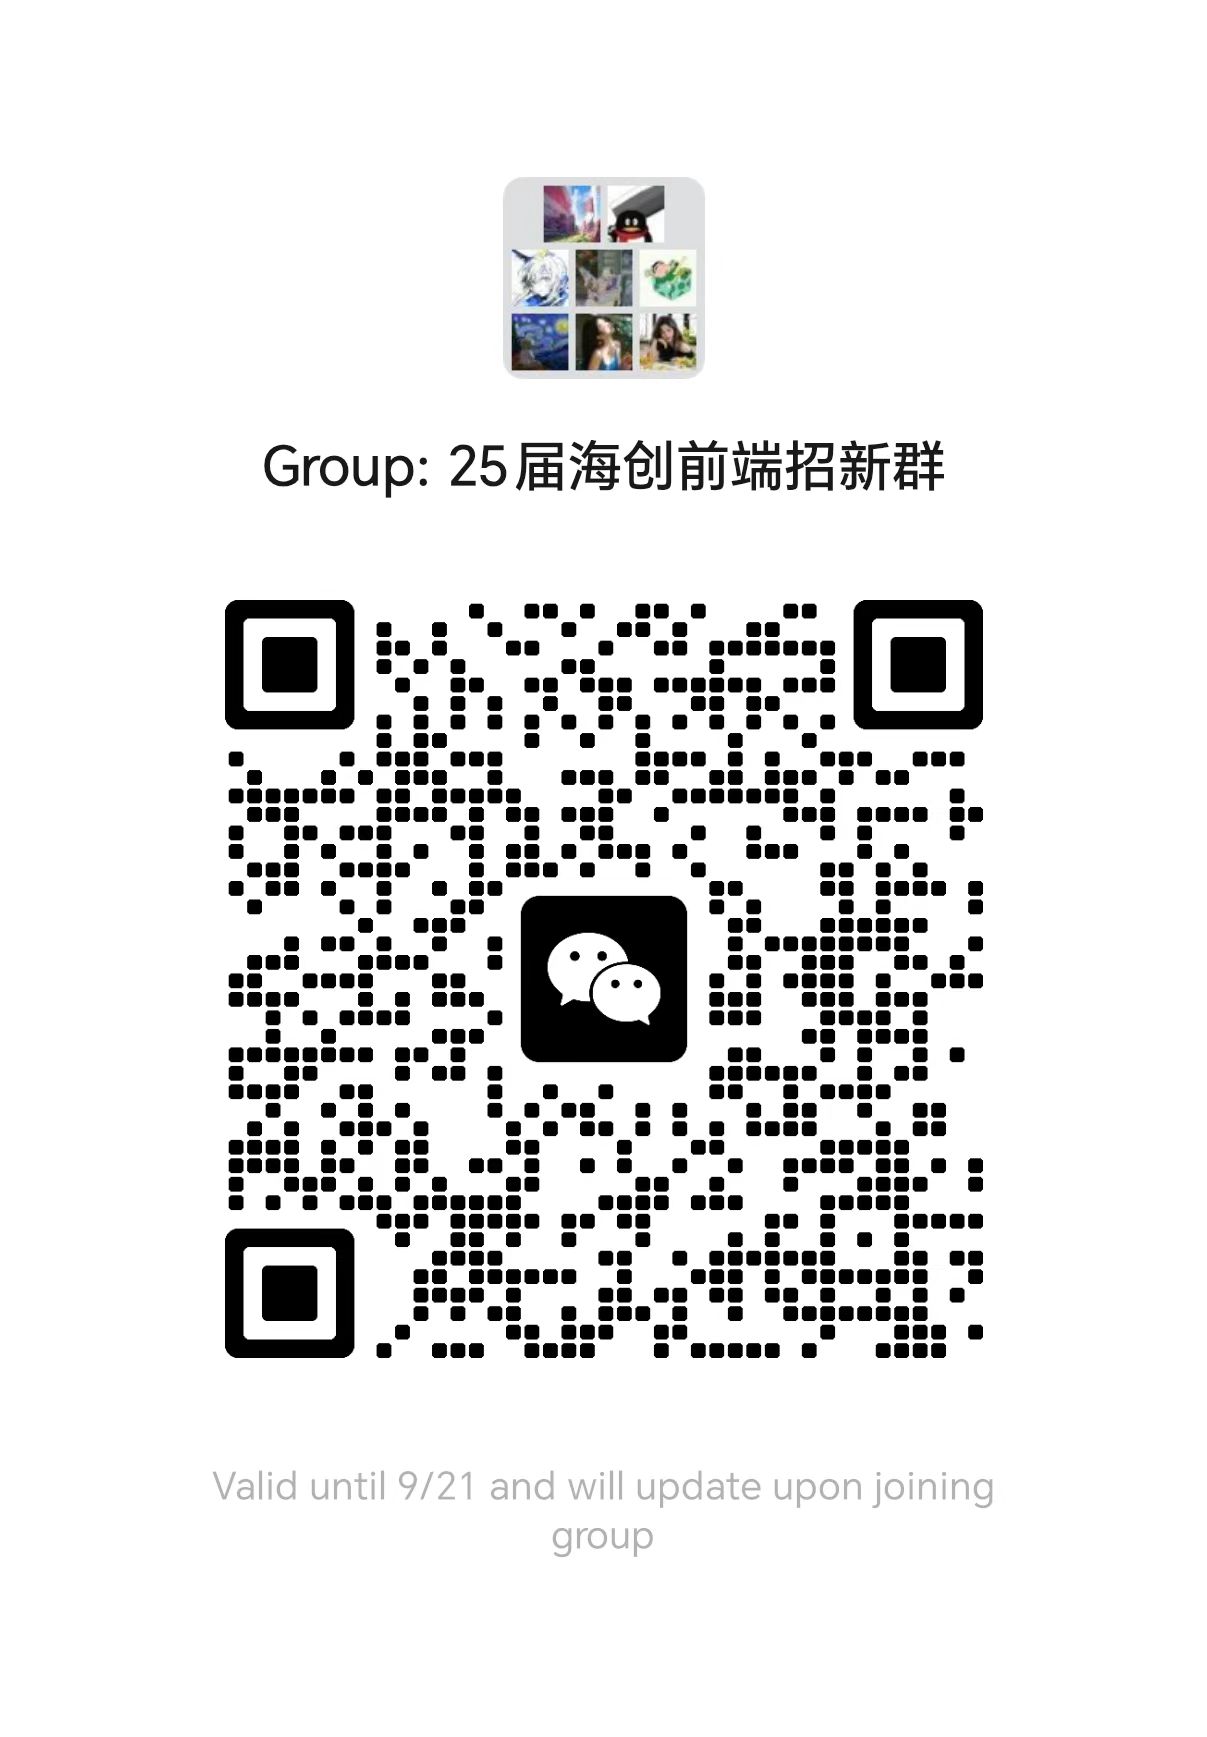 Group: 25届海创前端招新群
Valid until 9/21 and will update upon joining
group